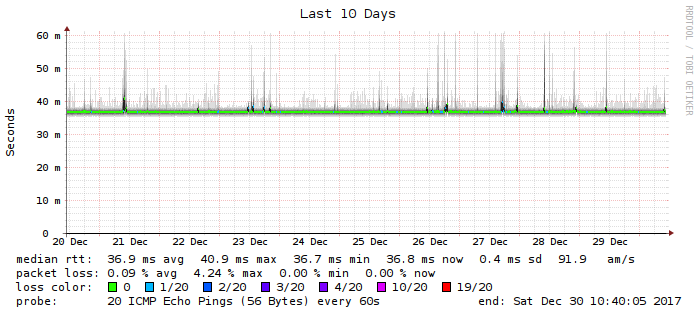 Last 10 Days
RRDTOOL / TOBI OETIKER
Seconds
60 m
50 m
40 m
30 m
20 m
10 m
0
20 Dec 21 Dec 22 Dec 23 Dec 24 Dec 25 Dec 26 Dec 27 Dec 28 Dec 29 Dec
median rtt: 36.9 ms avg 40.9 ms max 36.7 ms min 36.8 ms now 0.4 ms sd 91.9 am/s
packet loss: 0.09 % avg 4.24 % max 0.00 % min 0.00 % now
loss color: 0 1/20 2/20 3/20 4/20 10/20 19/20
probe: 20 ICMP Echo Pings (56 Bytes) every 60s end: Sat Dec 30 10:40:05 2017